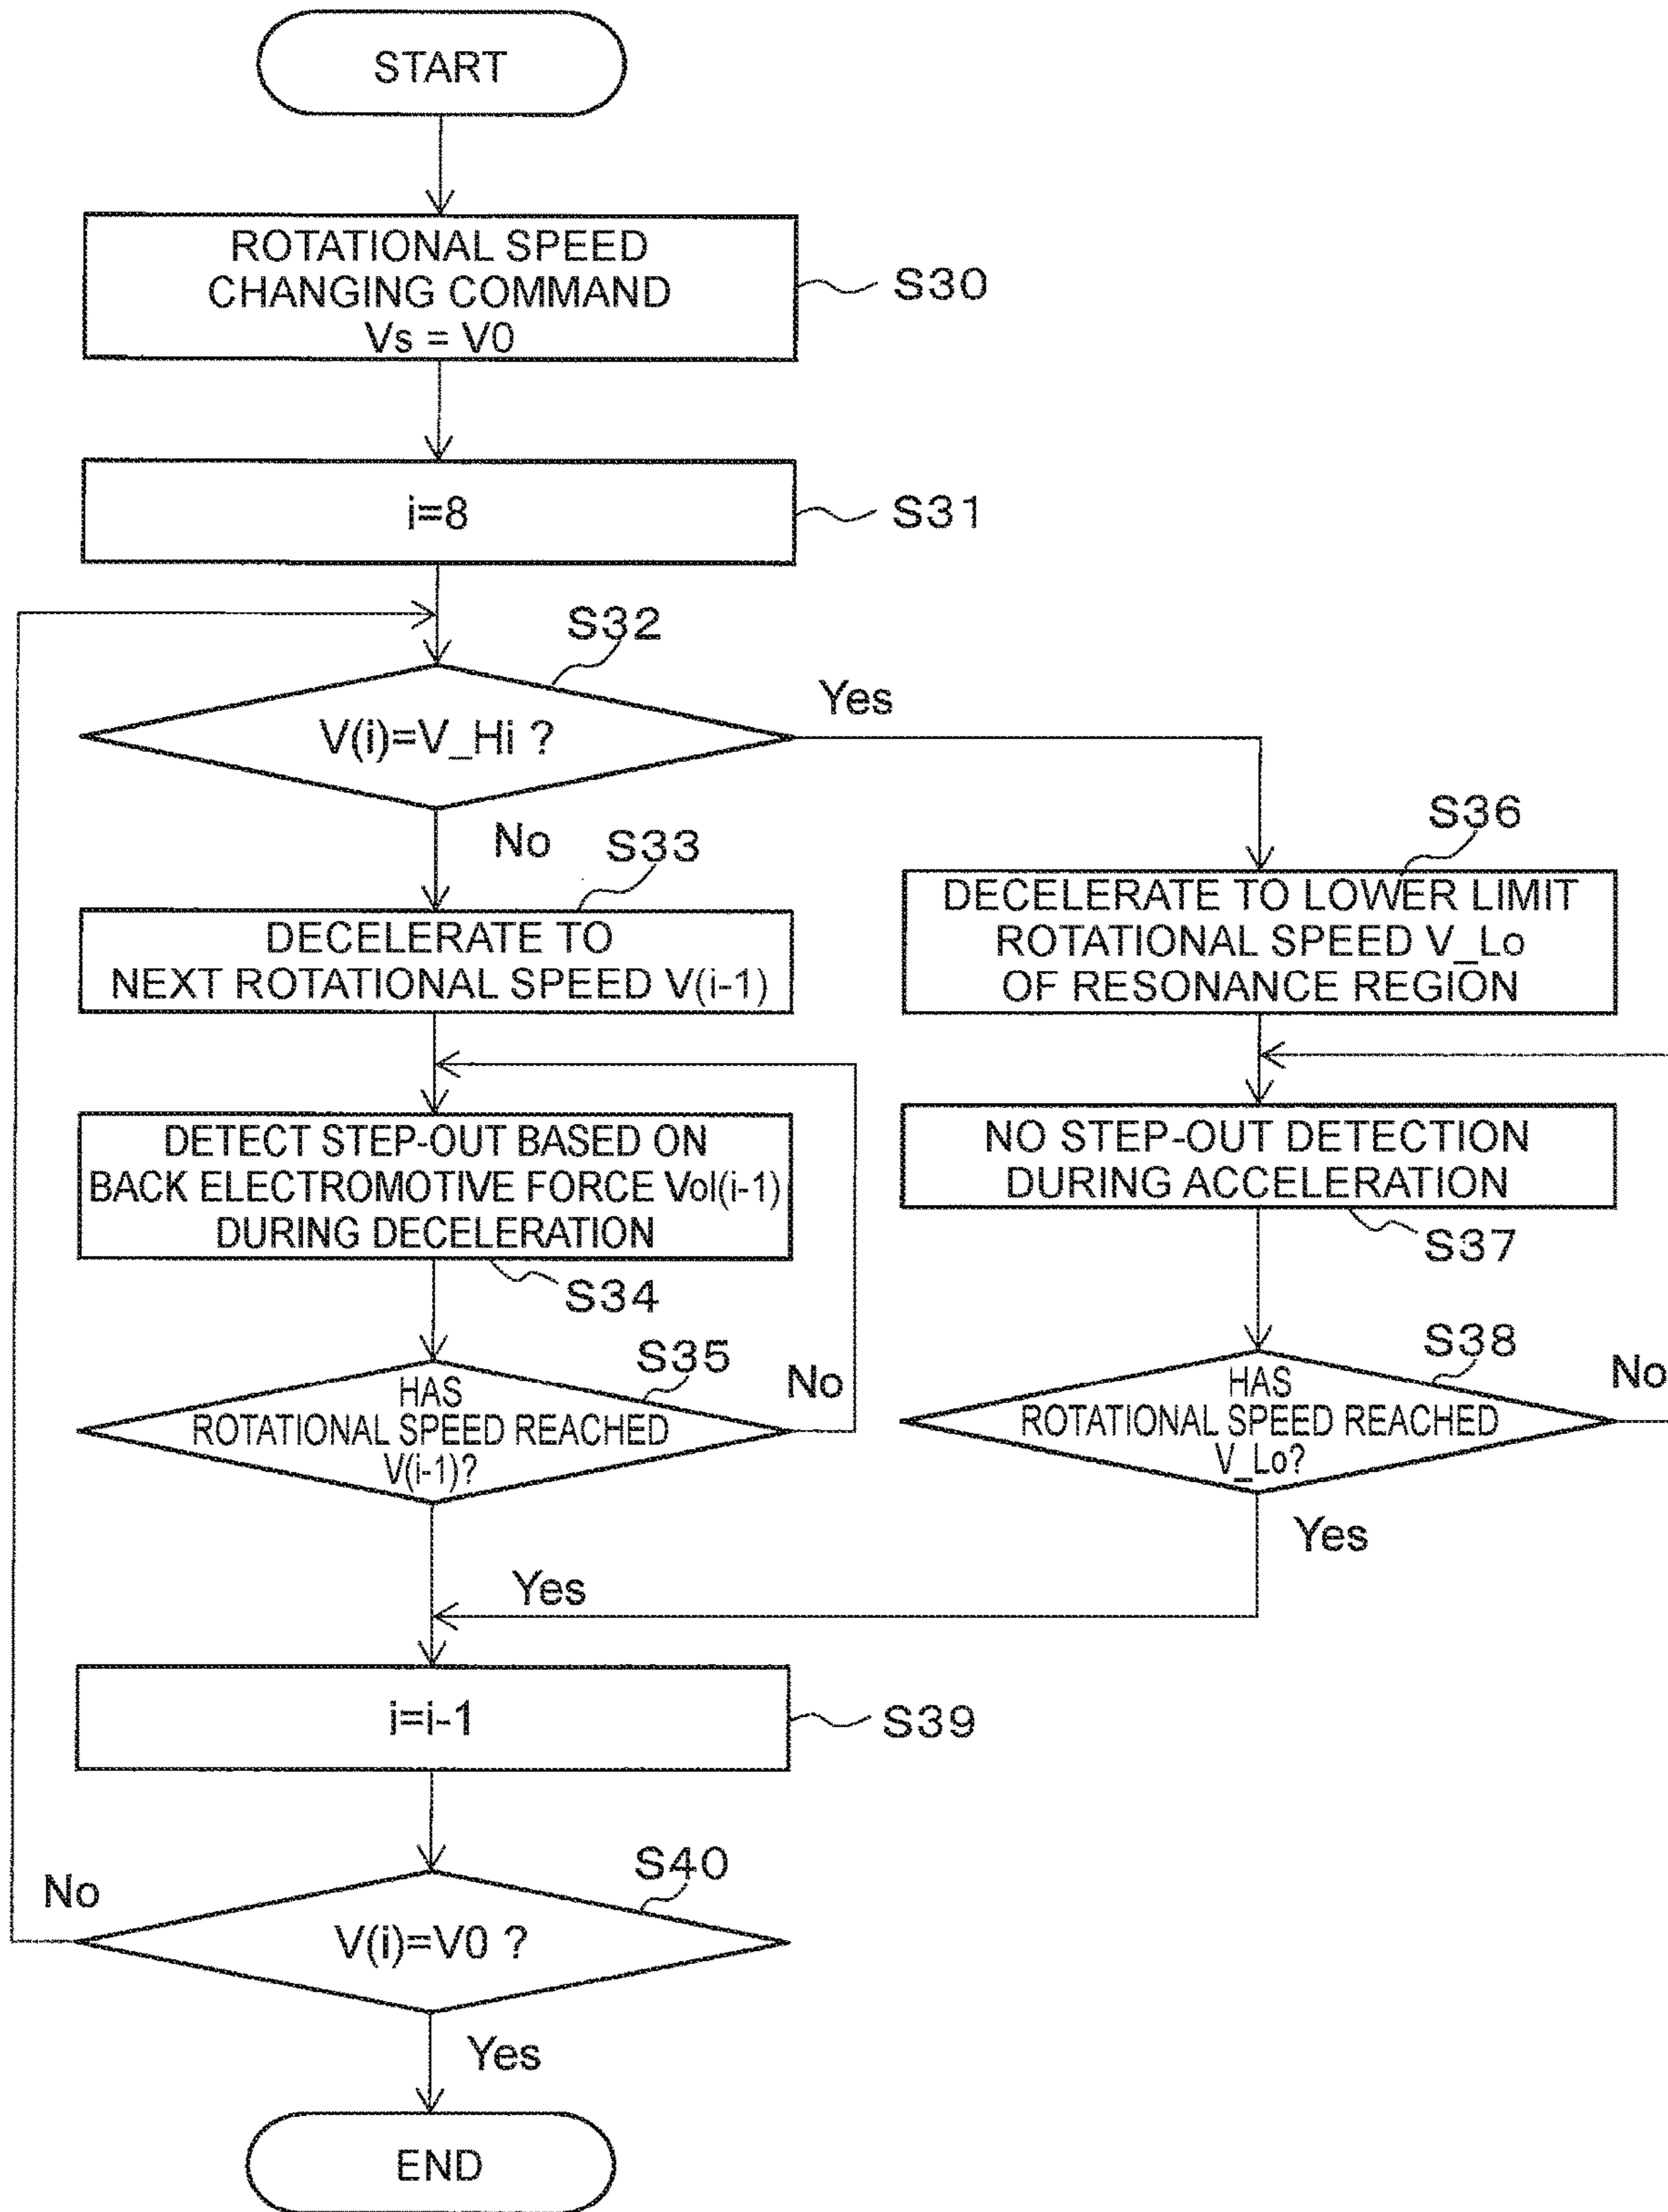 START
ROTATIONAL SPEED
CHANGING COMMAND
Vs = V0
S30
i=8
S31
S32
V(i)=V_Hi ?
Yes
No
S33
DECELERATE TO
NEXT ROTATIONAL SPEED V(i-1)
S36
DECELERATE TO LOWER LIMIT
ROTATIONAL SPEED V_Lo
OF RESONANCE REGION
DETECT STEP-OUT BASED ON
BACK ELECTROMOTIVE FORCE Vol(i-1)
DURING DECELERATION
S34
NO STEP-OUT DETECTION
DURING ACCELERATION
S37
S35
HAS
ROTATIONAL SPEED REACHED
V(i-1)?
No
Yes
S38
HAS
ROTATIONAL SPEED REACHED
V_Lo?
No
Yes
i=i-1
S39
S40
V(i)=V0 ?
No
Yes
END